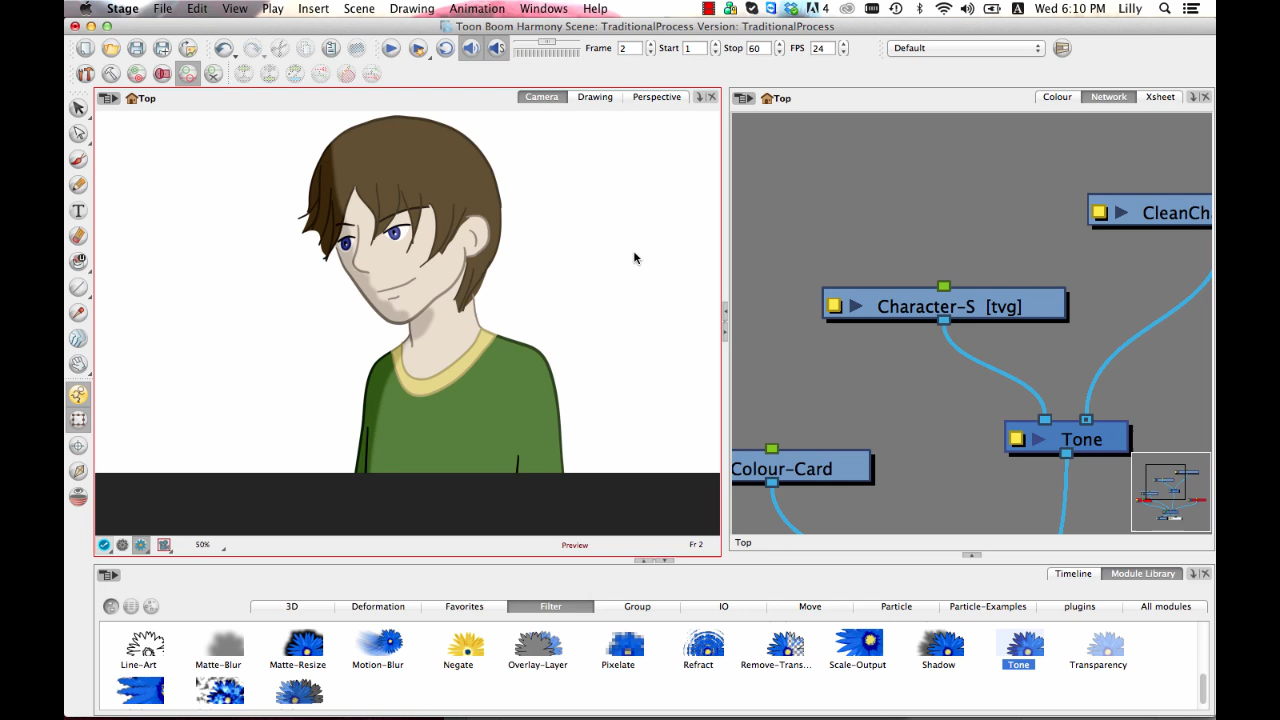 Stage File Edit View Play Insert Scene Drawing Animation Windows Help 4 A Wed 6:10 PM Lilly
Toon Boom Harmony Scene: TraditionalProcess Version: TraditionalProcess
Frame 2 Start 1 Stop 60 FPS 24 Default
Top Camera Drawing Perspective
Top Colour Network Xsheet
CleanCh
Character-S [tvg]
Tone
Colour-Card
50% Preview Fr 2
Top
Timeline Module Library
3D Deformation Favorites Filter Group IO Move Particle Particle-Examples plugins All modules
Line-Art Matte-Blur Matte-Resize Motion-Blur Negate Overlay-Layer Pixelate Refract Remove-Trans... Scale-Output Shadow Tone Transparency